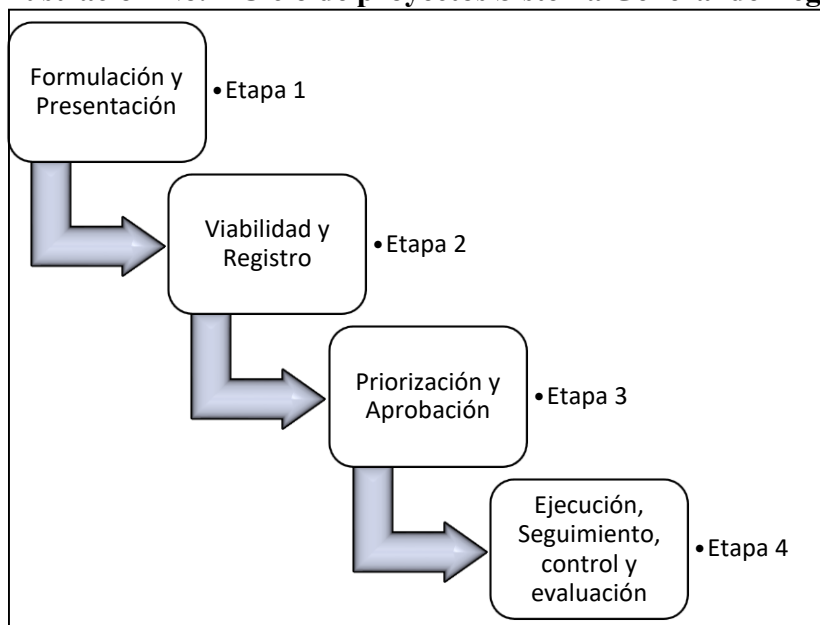 Formulación y
Presentación
• Etapa 1
Viabilidad y
Registro
• Etapa 2
Priorización y
Aprobación
• Etapa 3
Ejecución,
Seguimiento,
control y
evaluación
• Etapa 4